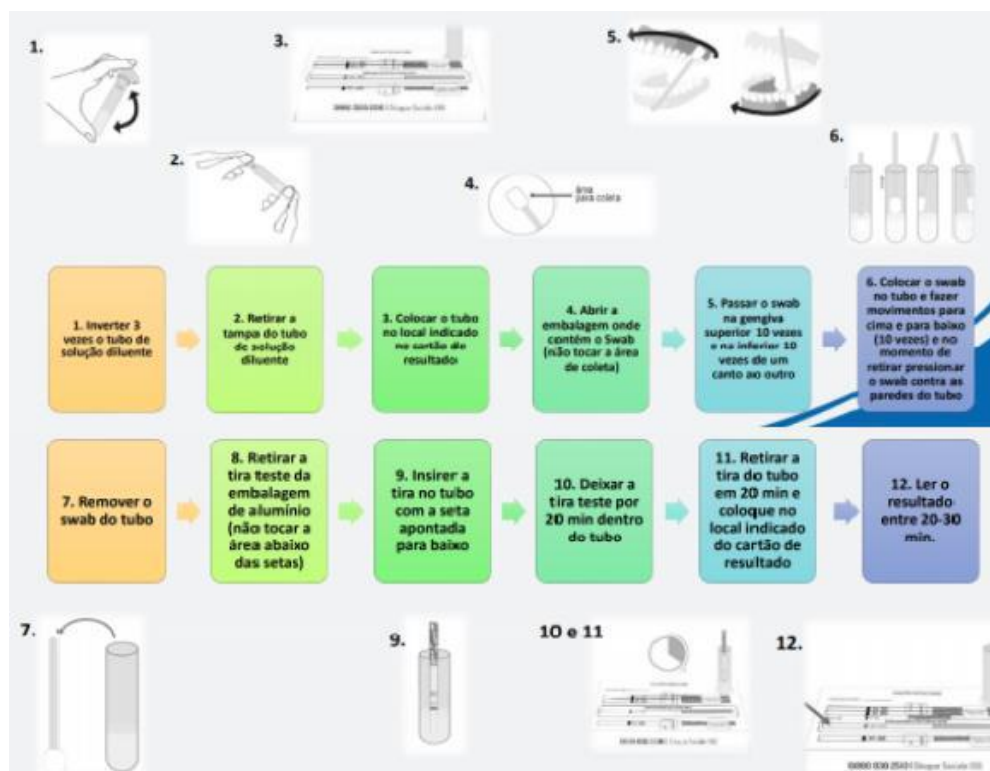 1.
3.
5.
2.
4.
área
para coleta
6.
1. Inverter 3
vezes o tubo de
solução diluente
2. Retirar a
tampa do tubo
de solução
diluente
3. Colocar o tubo
no local indicado
no cartão de
resultado
4. Abrir a
embalagem onde
contém o Swab
(não tocar a área
de coleta)
5. Passar o swab
na gengiva
superior 10 vezes
e na inferior 10
vezes de um
canto ao outro
6. Colocar o swab
no tubo e fazer
movimentos para
cima e para baixo
(10 vezes) e no
momento de
retirar pressionar
o swab contra as
paredes do tubo
7. Remover o
swab do tubo
8. Retirar a
tira teste da
embalagem
de alumínio
(não tocar a
área abaixo
das setas)
9. Insirer a
tira no tubo
com a seta
apontada
para baixo
10. Deixar a
tira teste por
20 min dentro
do tubo
11. Retirar a
tira do tubo
em 20 min e
coloque no
local indicado
do cartão de
resultado
12. Ler o
resultado
entre 20-30
min.
7.
9.
10 e 11
12.